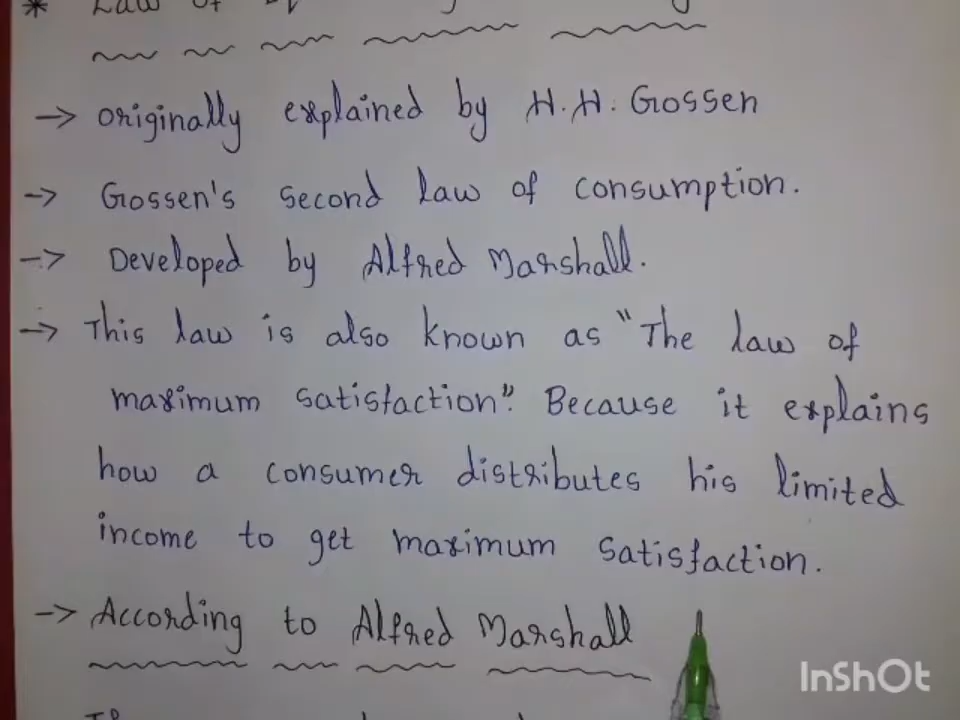 * Law of
→ Originally explained by H.H. Gossen
→ Gossen's second law of consumption.
→ Developed by Alfred Marshall.
→ This law is also known as "The law of
maximum satisfaction". Because it explains
how a consumer distributes his limited
income to get maximum satisfaction.
→ According to Alfred Marshall
InShOt